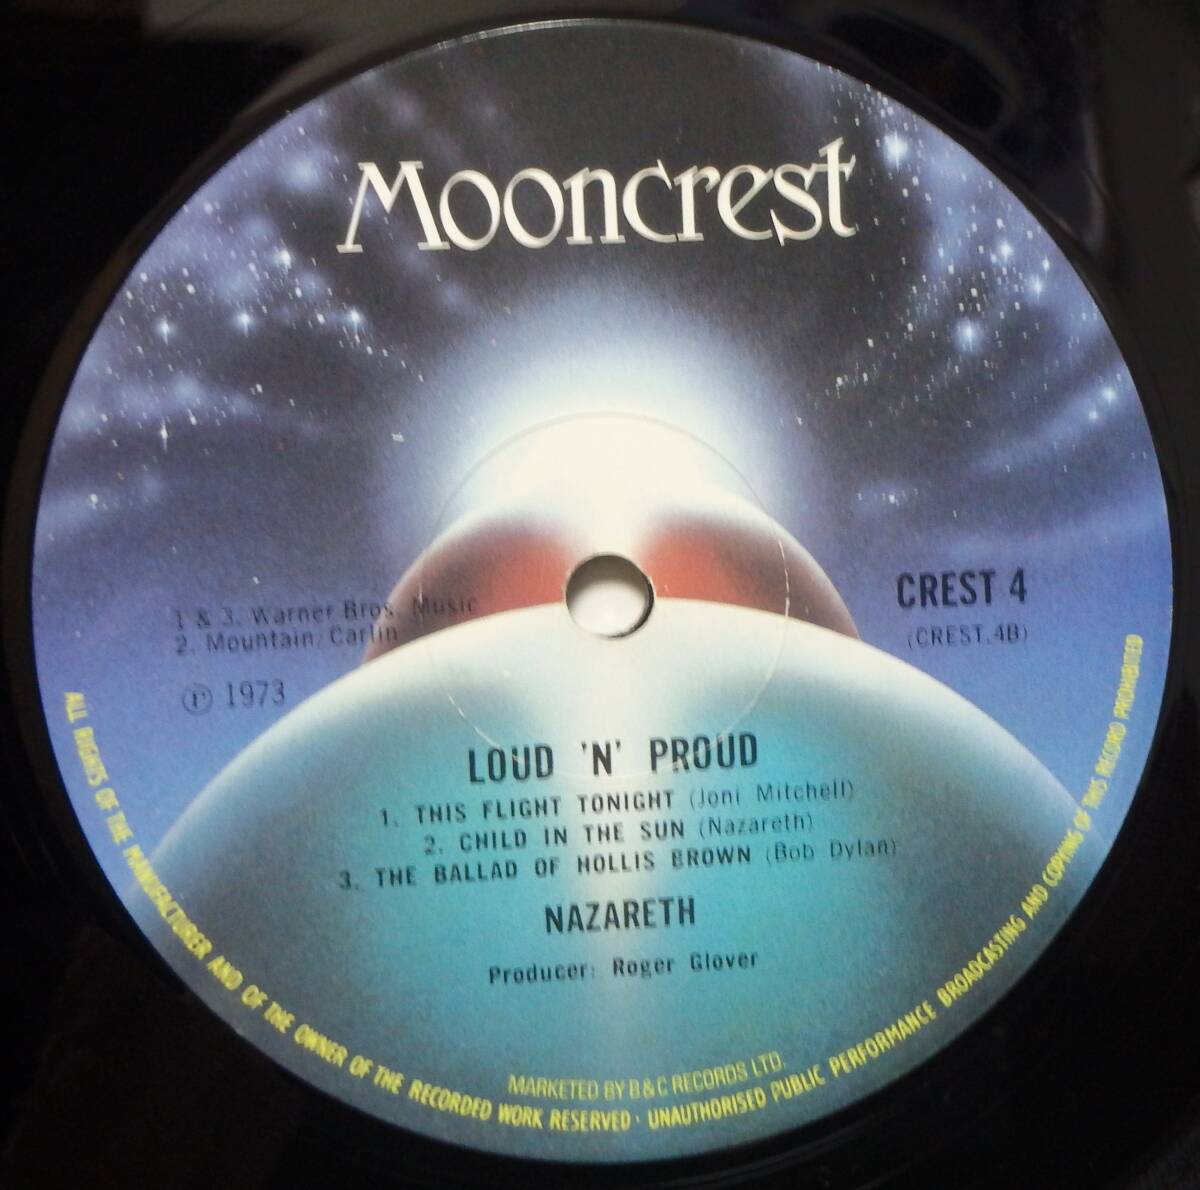 Mooncrest
CREST 4
(CREST.4B)
1 & 3. Warner Bros. Music
2. Mountain/Carlin
Ⓟ 1973
LOUD 'N' PROUD
1. THIS FLIGHT TONIGHT (Joni Mitchell)
2. CHILD IN THE SUN (Nazareth)
3. THE BALLAD OF HOLLIS BROWN (Bob Dylan)
NAZARETH
Producer: Roger Glover
MARKETED BY B&C RECORDS LTD.
ALL RIGHTS OF THE MANUFACTURER AND OF THE OWNER OF THE RECORDED WORK RESERVED · UNAUTHORISED PUBLIC PERFORMANCE BROADCASTING AND COPYING OF THIS RECORD PROHIBITED